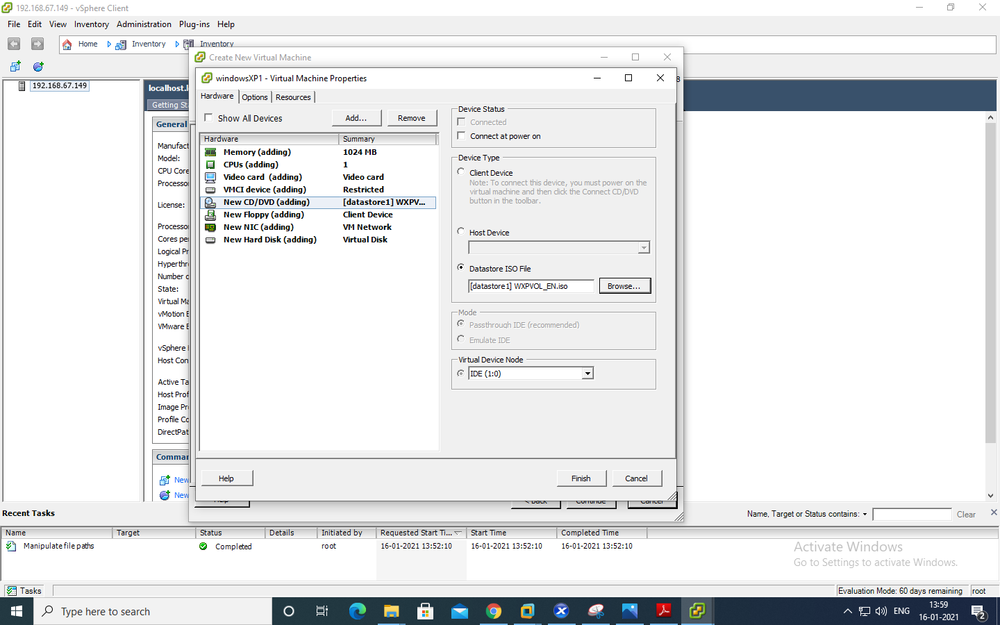 192.168.67.149 - vSphere Client
File Edit View Inventory Administration Plug-ins Help
Home Inventory Inventory
Create New Virtual Machine
windowsXP1 - Virtual Machine Properties
Hardware Options Resources
192.168.67.149
localhost.l
Getting St
General
Manufact
Model:
CPU Core
Processo
License:
Processo
Cores pe
Logical Pr
Hyperthr
Number o
State:
Virtual Ma
vMotion E
VMware E
vSphere
Host Con
Active Ta
Host Prof
Image Pr
Profile Co
DirectPat
Commar
New
New
Show All Devices Add... Remove
Hardware Summary
Memory (adding) 1024 MB
CPUs (adding) 1
Video card (adding) Video card
VMCI device (adding) Restricted
New CD/DVD (adding) [datastore1] WXPV...
New Floppy (adding) Client Device
New NIC (adding) VM Network
New Hard Disk (adding) Virtual Disk
Device Status
Connected
Connect at power on
Device Type
Client Device
Note: To connect this device, you must power on the
virtual machine and then click the Connect CD/DVD
button in the toolbar.
Host Device
Datastore ISO File
[datastore1] WXPVOL_EN.iso Browse...
Mode
Passthrough IDE (recommended)
Emulate IDE
Virtual Device Node
IDE (1:0)
Help Finish Cancel
Help < Back Continue Cancel
Recent Tasks
Name, Target or Status contains: Clear
Name Target Status Details Initiated by Requested Start Ti... Start Time Completed Time
Manipulate file paths Completed root 16-01-2021 13:52:10 16-01-2021 13:52:10 16-01-2021 13:52:10
Activate Windows
Go to Settings to activate Windows.
Tasks Evaluation Mode: 60 days remaining root
Type here to search
ENG
13:59
16-01-2021
2